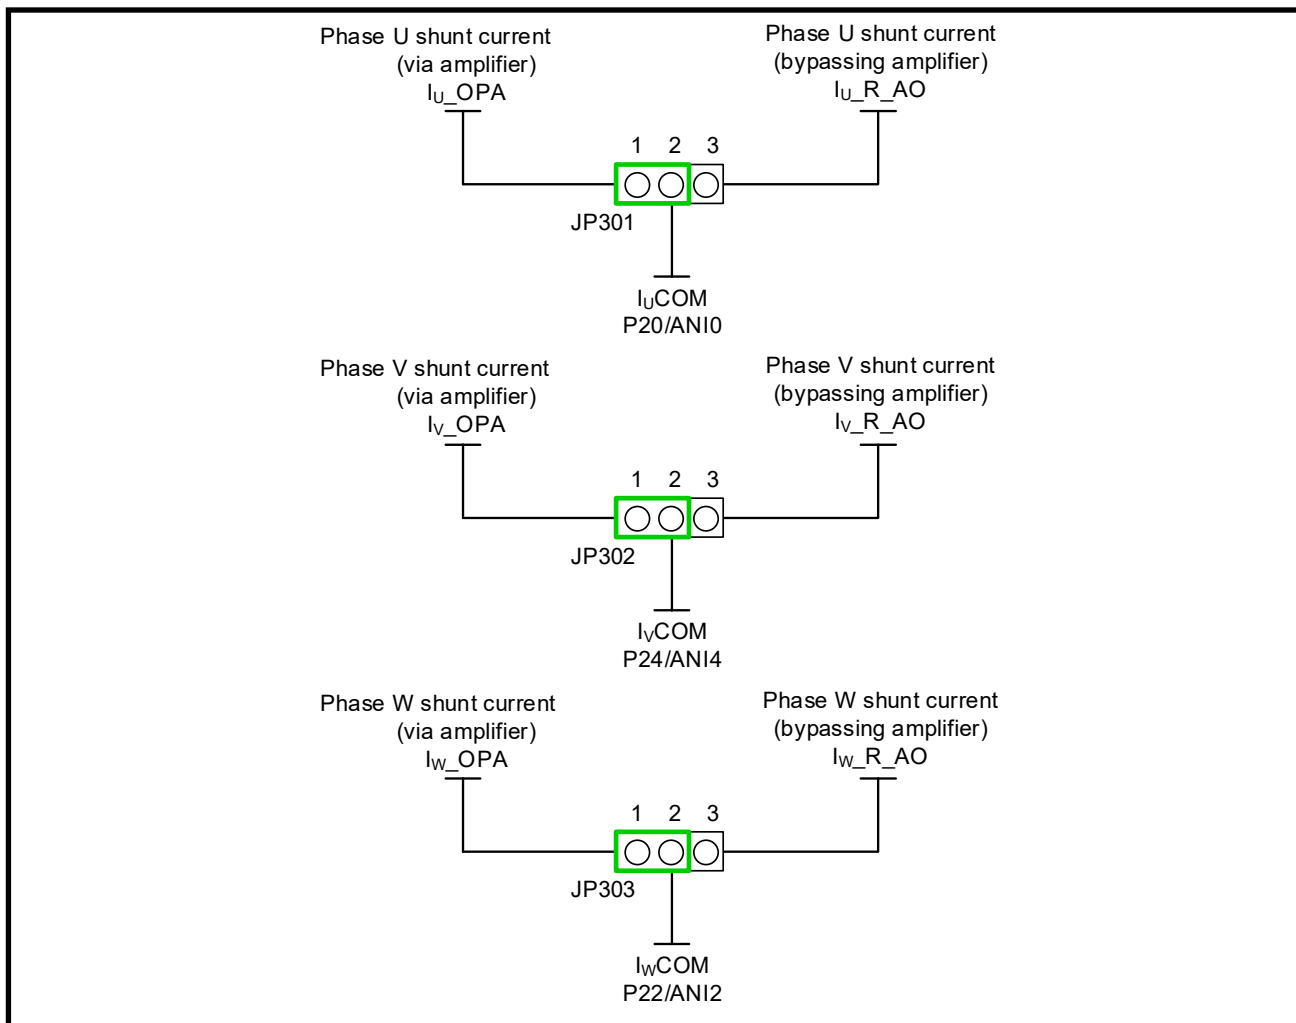 Phase U shunt current
(via amplifier)
IU_OPA
Phase U shunt current
(bypassing amplifier)
IU_R_AO
1 2 3
JP301
IUCOM
P20/ANI0
Phase V shunt current
(via amplifier)
IV_OPA
Phase V shunt current
(bypassing amplifier)
IV_R_AO
1 2 3
JP302
IVCOM
P24/ANI4
Phase W shunt current
(via amplifier)
IW_OPA
Phase W shunt current
(bypassing amplifier)
IW_R_AO
1 2 3
JP303
IWCOM
P22/ANI2